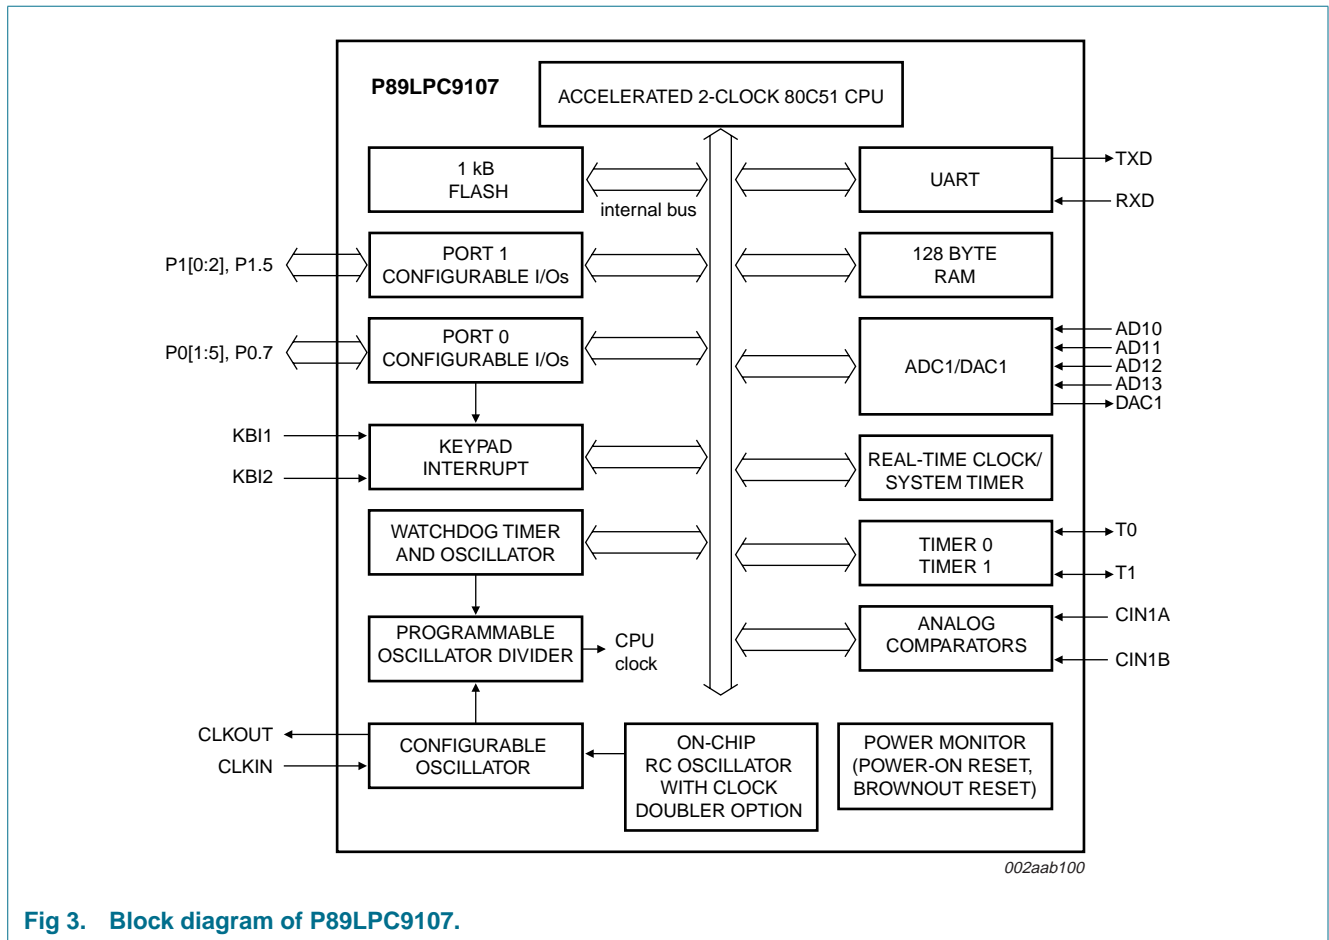 P89LPC9107
ACCELERATED 2-CLOCK 80C51 CPU
1 kB
FLASH
internal bus
UART
TXD
RXD
P1[0:2], P1.5
PORT 1
CONFIGURABLE I/Os
128 BYTE
RAM
P0[1:5], P0.7
PORT 0
CONFIGURABLE I/Os
ADC1/DAC1
AD10
AD11
AD12
AD13
DAC1
KBI1
KBI2
KEYPAD
INTERRUPT
REAL-TIME CLOCK/
SYSTEM TIMER
WATCHDOG TIMER
AND OSCILLATOR
TIMER 0
TIMER 1
T0
T1
PROGRAMMABLE
OSCILLATOR DIVIDER
CPU
clock
ANALOG
COMPARATORS
CIN1A
CIN1B
CLKOUT
CLKIN
CONFIGURABLE
OSCILLATOR
ON-CHIP
RC OSCILLATOR
WITH CLOCK
DOUBLER OPTION
POWER MONITOR
(POWER-ON RESET,
BROWNOUT RESET)
002aab100
Fig 3. Block diagram of P89LPC9107.